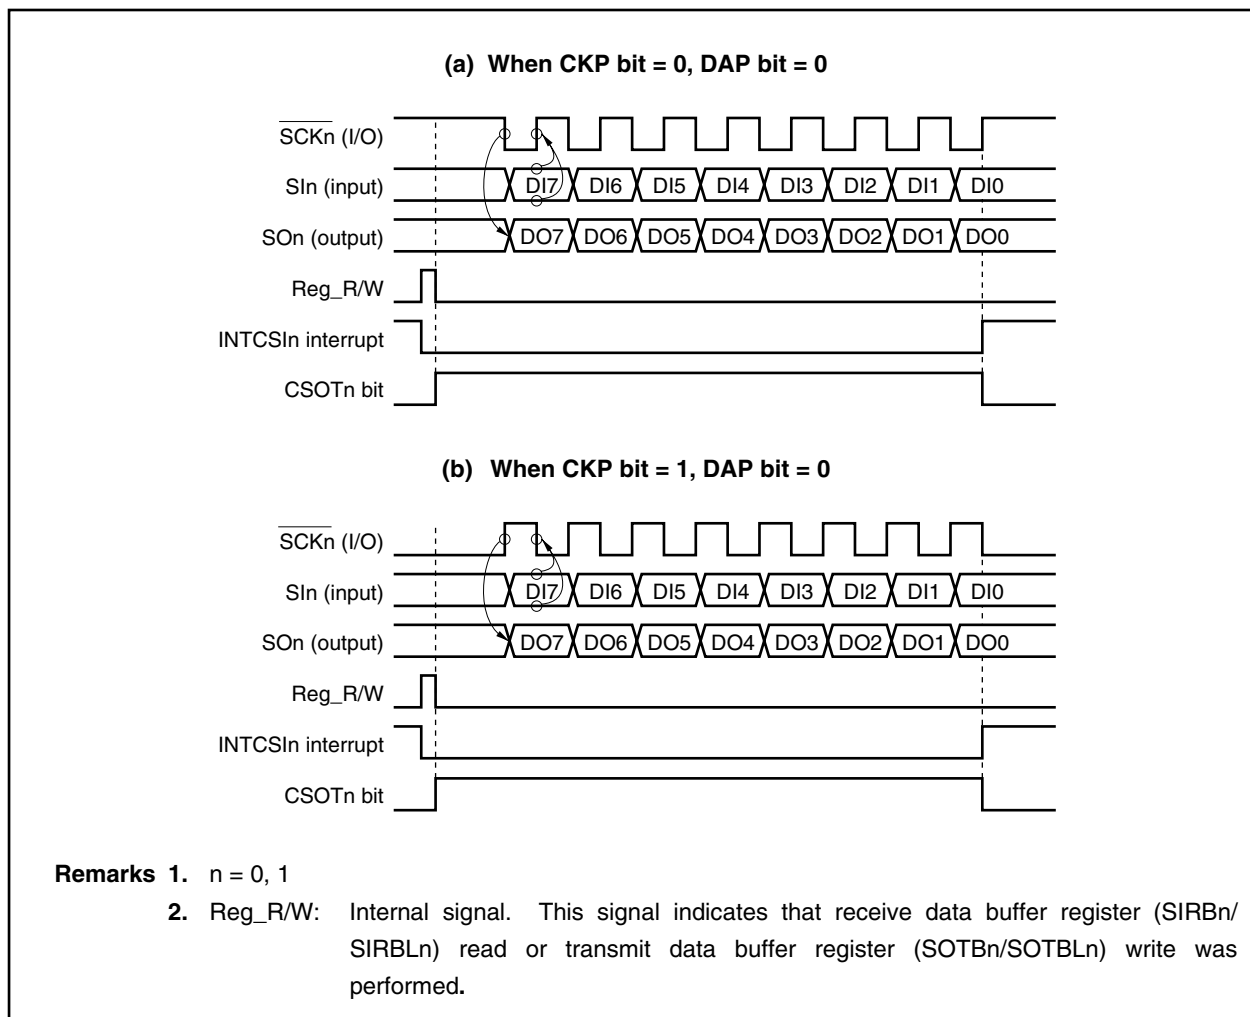 (a) When CKP bit = 0, DAP bit = 0
SCKn (I/O)
SIn (input) DI7 DI6 DI5 DI4 DI3 DI2 DI1 DI0
SOn (output) DO7 DO6 DO5 DO4 DO3 DO2 DO1 DO0
Reg_R/W
INTCSIn interrupt
CSOTn bit
(b) When CKP bit = 1, DAP bit = 0
SCKn (I/O)
SIn (input) DI7 DI6 DI5 DI4 DI3 DI2 DI1 DI0
SOn (output) DO7 DO6 DO5 DO4 DO3 DO2 DO1 DO0
Reg_R/W
INTCSIn interrupt
CSOTn bit
Remarks 1. n = 0, 1
2. Reg_R/W: Internal signal. This signal indicates that receive data buffer register (SIRBn/
SIRBLn) read or transmit data buffer register (SOTBn/SOTBLn) write was
performed.